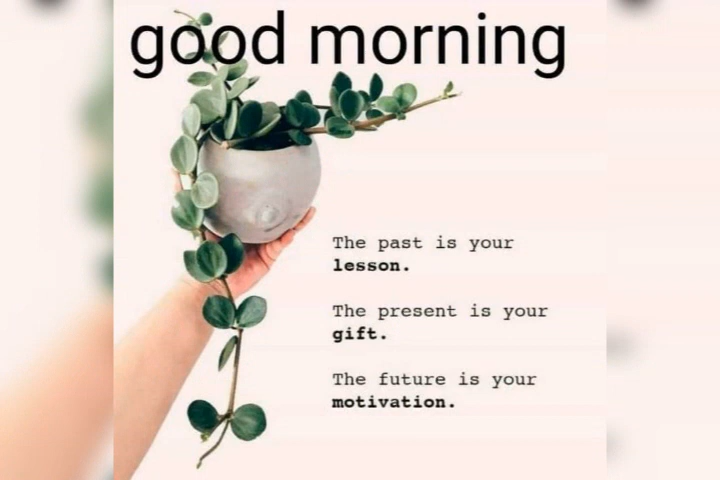 good morning
The past is your
lesson.
The present is your
gift.
The future is your
motivation.